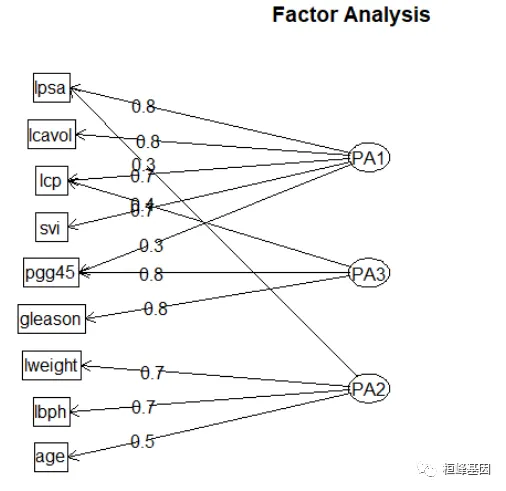 Factor Analysis
lpsa
0.8
lcavol
0.8
PA1
0.3
lcp
0.7
0.4
0.7
svi
0.3
pgg45
0.8
PA3
gleason
0.8
lweight
0.7
PA2
lbph
0.7
age
0.5
桓峰基因